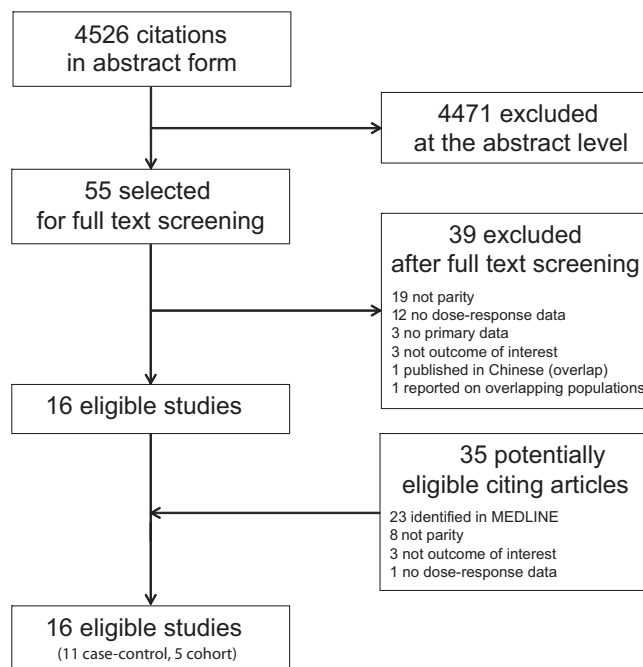 4526 citations
in abstract form
4471 excluded
at the abstract level
55 selected
for full text screening
39 excluded
after full text screening
19 not parity
12 no dose-response data
3 no primary data
3 not outcome of interest
1 published in Chinese (overlap)
1 reported on overlapping populations
16 eligible studies
35 potentially
eligible citing articles
23 identified in MEDLINE
8 not parity
3 not outcome of interest
1 no dose-response data
16 eligible studies
(11 case-control, 5 cohort)